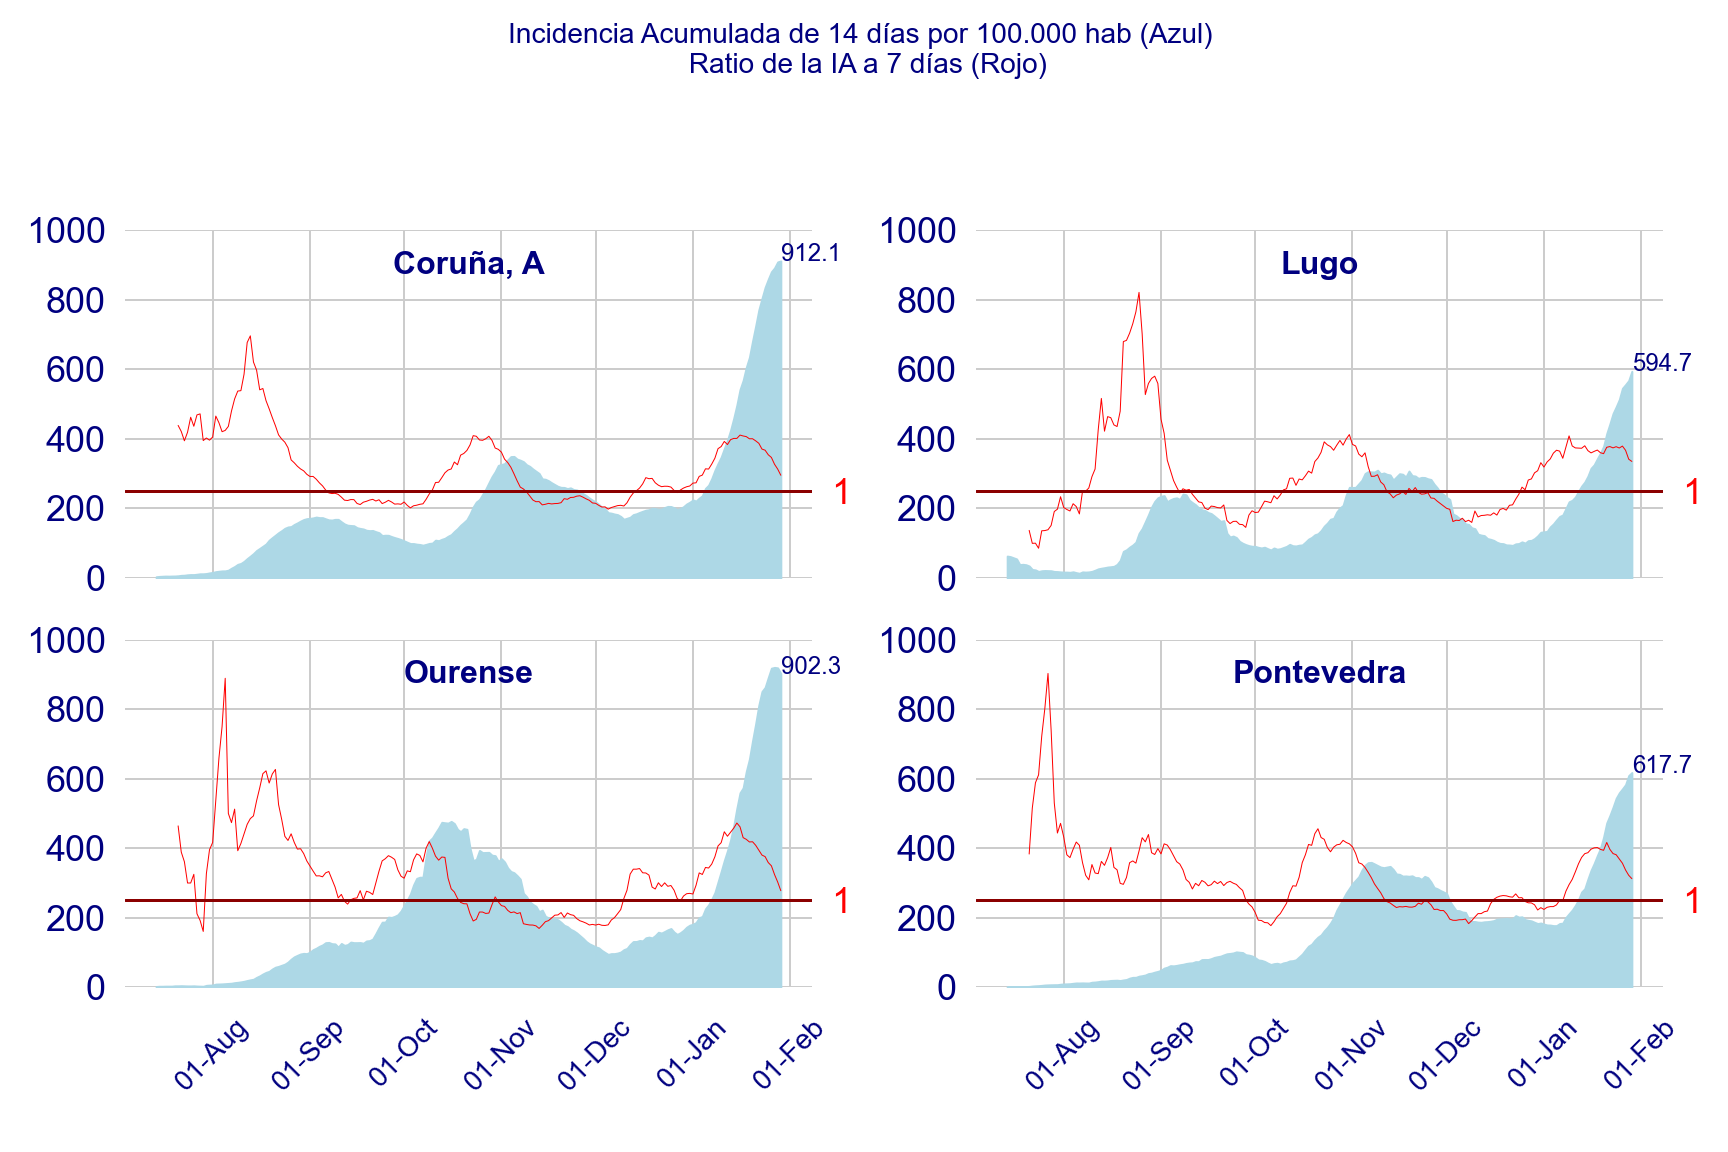 Incidencia Acumulada de 14 días por 100.000 hab (Azul)
Ratio de la IA a 7 días (Rojo)
1000
800
600
400
200
0
Coruña, A
912.1
1
1000
800
600
400
200
0
Lugo
594.7
1
1000
800
600
400
200
0
Ourense
902.3
1
1000
800
600
400
200
0
Pontevedra
617.7
1
01-Aug
01-Sep
01-Oct
01-Nov
01-Dec
01-Jan
01-Feb
01-Aug
01-Sep
01-Oct
01-Nov
01-Dec
01-Jan
01-Feb